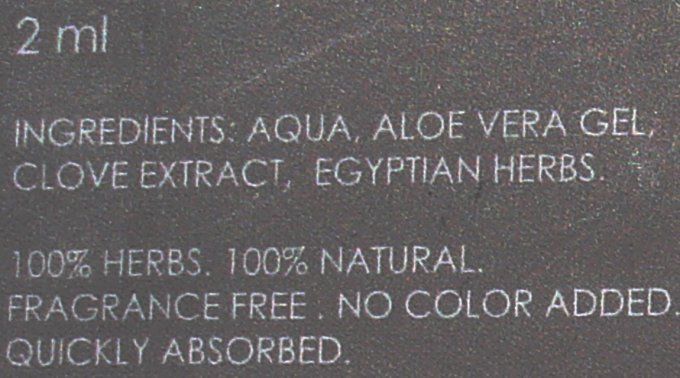 2 ml
INGREDIENTS: AQUA, ALOE VERA GEL,
CLOVE EXTRACT, EGYPTIAN HERBS.
100% HERBS. 100% NATURAL.
FRAGRANCE FREE . NO COLOR ADDED.
QUICKLY ABSORBED.